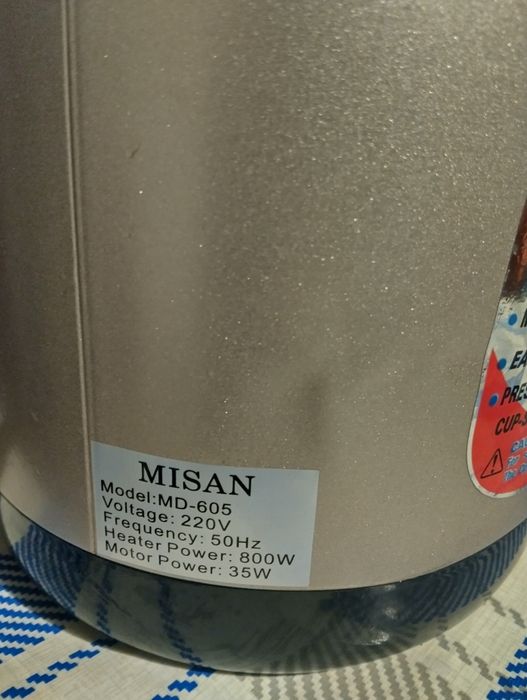 MISAN
Model:MD-605
Voltage: 220V
Frequency: 50Hz
Heater Power: 800W
Motor Power: 35W